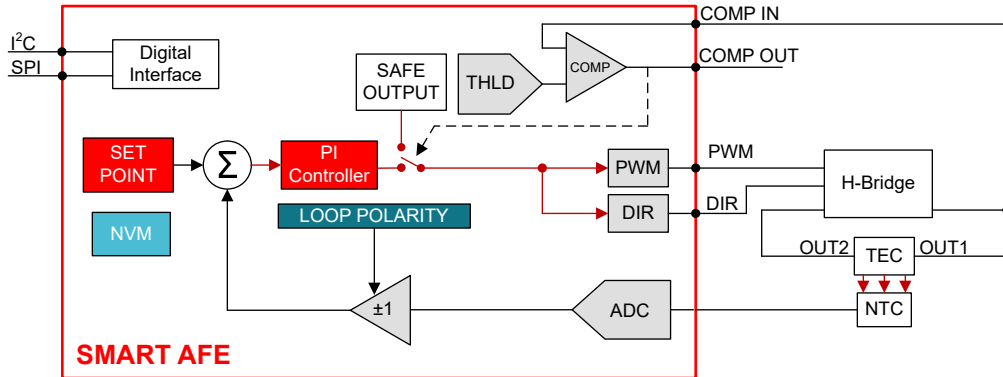 COMP IN
I²C
Digital
Interface
SPI
COMP OUT
COMP
THLD
SAFE
OUTPUT
SET
POINT
Σ
PI
Controller
PWM
PWM
H-Bridge
DIR
DIR
NVM
LOOP POLARITY
OUT2
TEC
OUT1
±1
ADC
NTC
SMART AFE